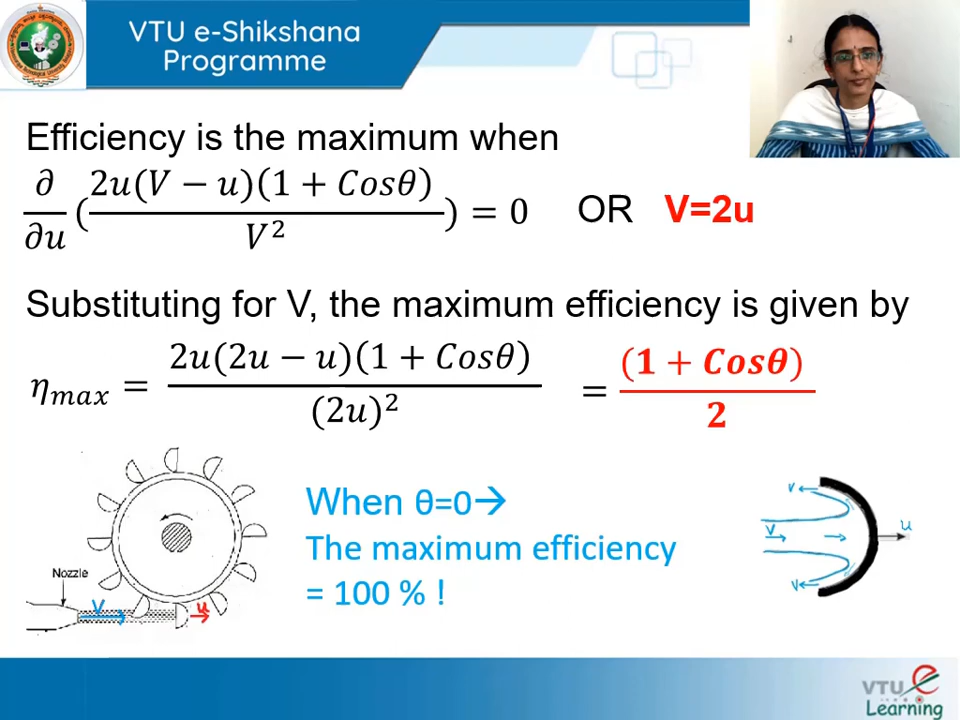 VTU e-Shikshana
Programme
Efficiency is the maximum when
∂/∂u (2u(V − u)(1 + Cosθ)/V²) = 0 OR V=2u
Substituting for V, the maximum efficiency is given by
η_max = 2u(2u − u)(1 + Cosθ)/(2u)² = (1 + Cosθ)/2
When θ=0→
The maximum efficiency
= 100 % !
Nozzle
V u
v
V u
v
VTU e
Learning